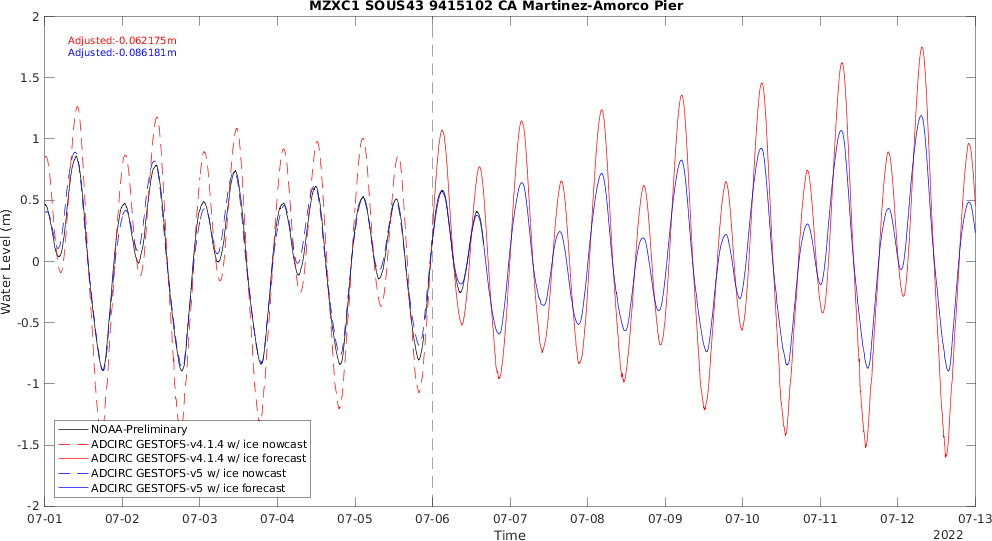 MZXC1 SOUS43 9415102 CA Martinez-Amorco Pier
Adjusted:-0.062175m
Adjusted:-0.086181m
Water Level (m)
2
1.5
1
0.5
0
-0.5
-1
-1.5
-2
NOAA-Preliminary
ADCIRC GESTOFS-v4.1.4 w/ ice nowcast
ADCIRC GESTOFS-v4.1.4 w/ ice forecast
ADCIRC GESTOFS-v5 w/ ice nowcast
ADCIRC GESTOFS-v5 w/ ice forecast
07-01 07-02 07-03 07-04 07-05 07-06 07-07 07-08 07-09 07-10 07-11 07-12 07-13
Time
2022